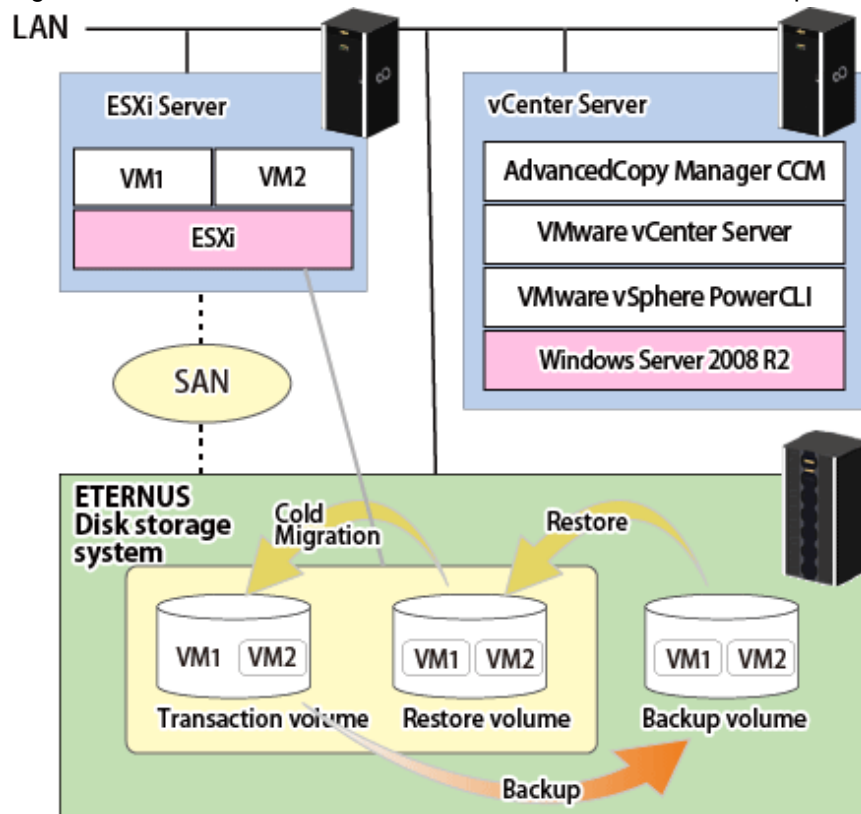 LAN
ESXi Server
VM1
VM2
ESXi
vCenter Server
AdvancedCopy Manager CCM
VMware vCenter Server
VMware vSphere PowerCLI
Windows Server 2008 R2
SAN
ETERNUS
Disk storage
system
Cold
Migration
Restore
VM1
VM2
Transaction volume
VM1
VM2
Restore volume
VM1
VM2
Backup volume
Backup